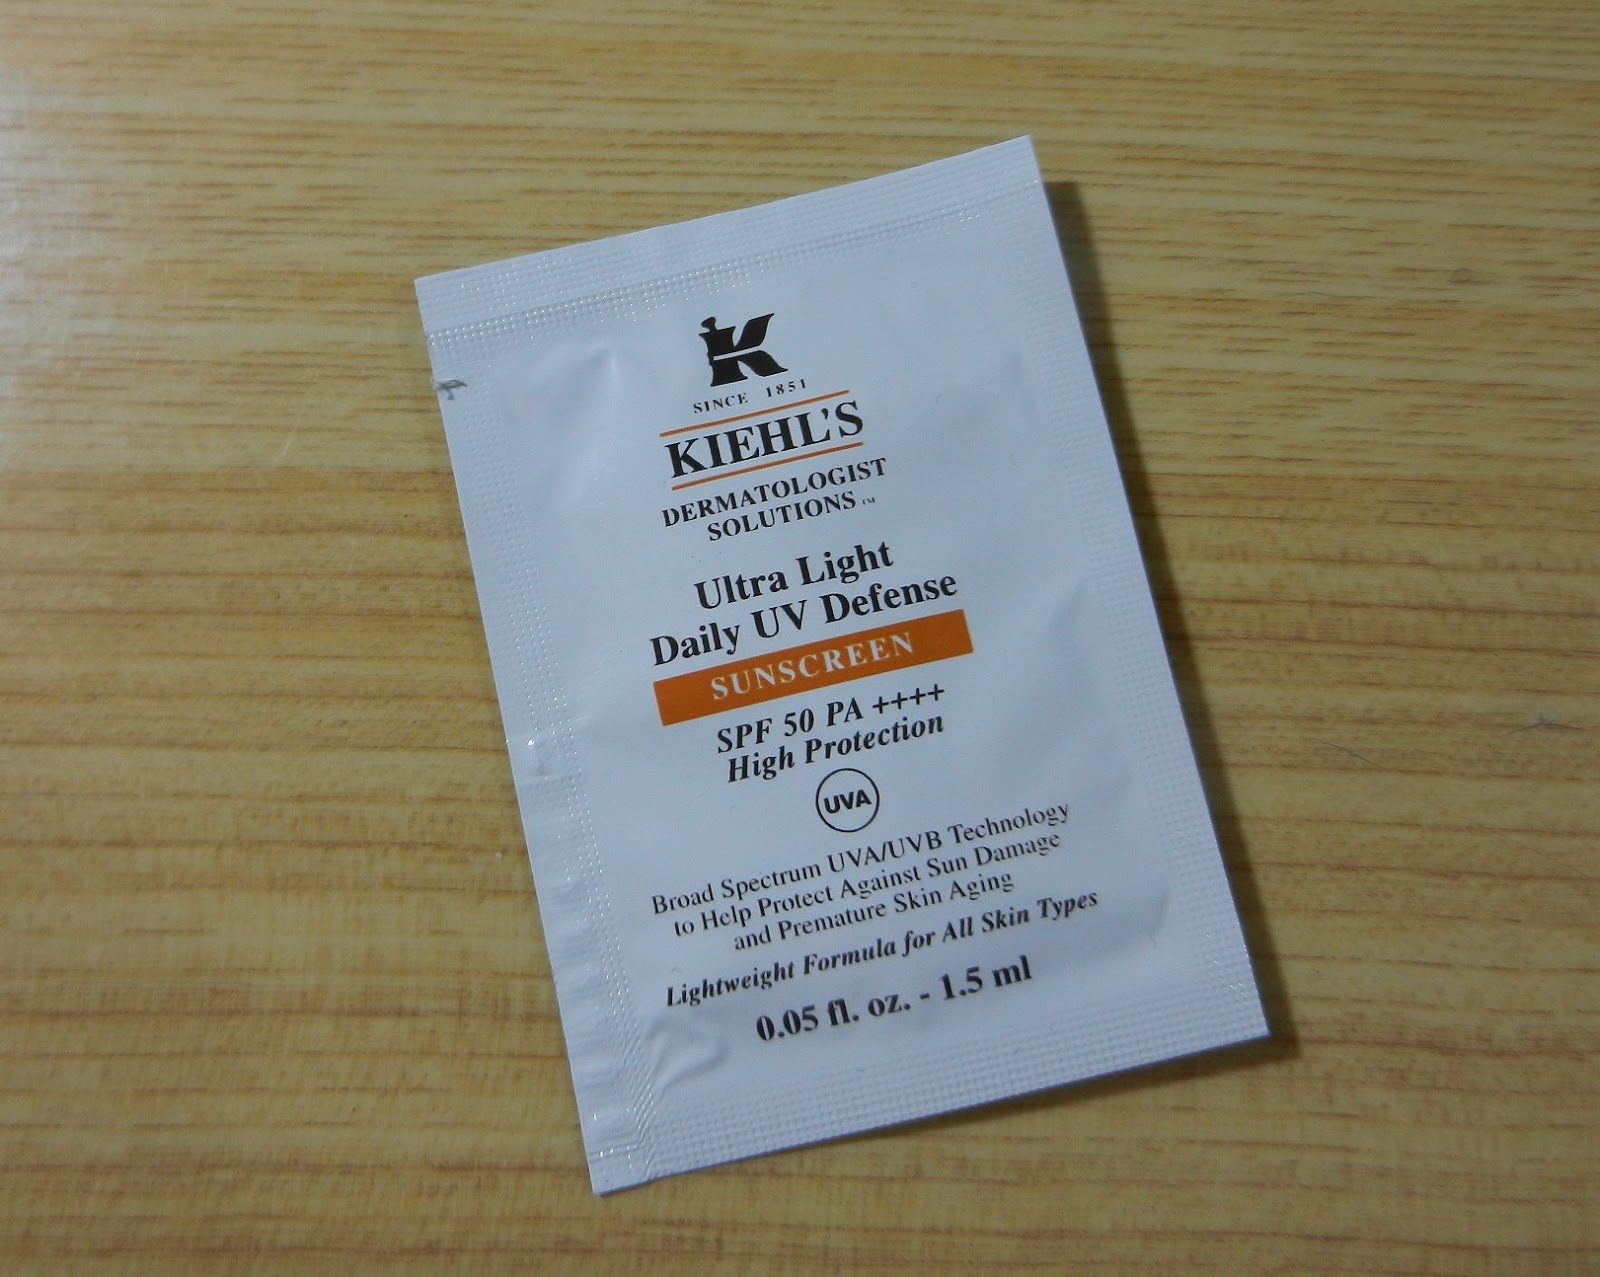 SINCE 1851
KIEHL'S
DERMATOLOGIST
SOLUTIONS™
Ultra Light
Daily UV Defense
SUNSCREEN
SPF 50 PA ++++
High Protection
UVA
Broad Spectrum UVA/UVB Technology
to Help Protect Against Sun Damage
and Premature Skin Aging
Lightweight Formula for All Skin Types
0.05 fl. oz. - 1.5 ml